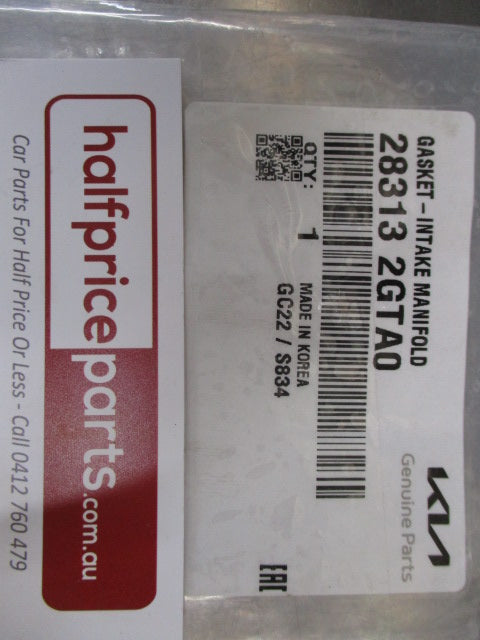 KIA
Genuine Parts
GASKET-INTAKE MANIFOLD
28313 2GTA0
QTY: 1
MADE IN KOREA
GC22 / S834
EAC
halfpriceparts.com.au
Car Parts For Half Price Or Less - Call 0412 760 479